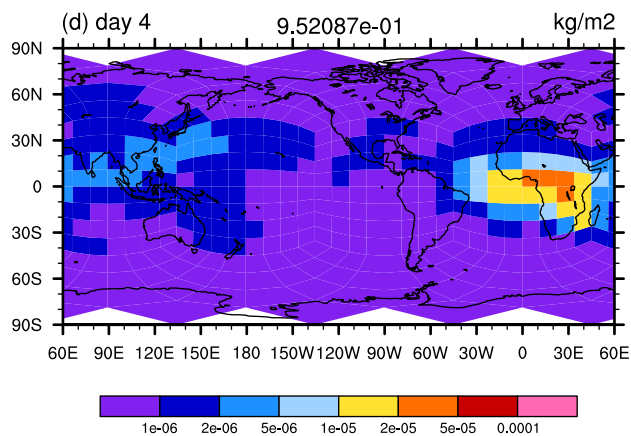 (d) day 4 9.52087e-01 kg/m2
90N
60N
30N
0
30S
60S
90S
60E 90E 120E 150E 180 150W 120W 90W 60W 30W 0 30E 60E
1e-06 2e-06 5e-06 1e-05 2e-05 5e-05 0.0001